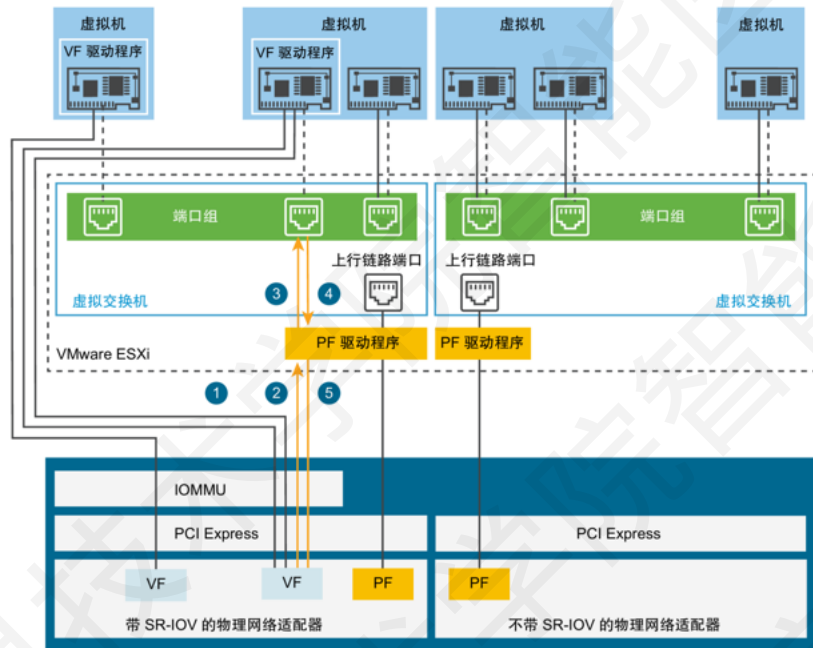 虚拟机
虚拟机
虚拟机
虚拟机
VF 驱动程序
VF 驱动程序
端口组
端口组
上行链路端口
上行链路端口
3
4
虚拟交换机
虚拟交换机
PF 驱动程序
PF 驱动程序
VMware ESXi
1
2
5
IOMMU
PCI Express
PCI Express
VF
VF
PF
PF
带 SR-IOV 的物理网络适配器
不带 SR-IOV 的物理网络适配器